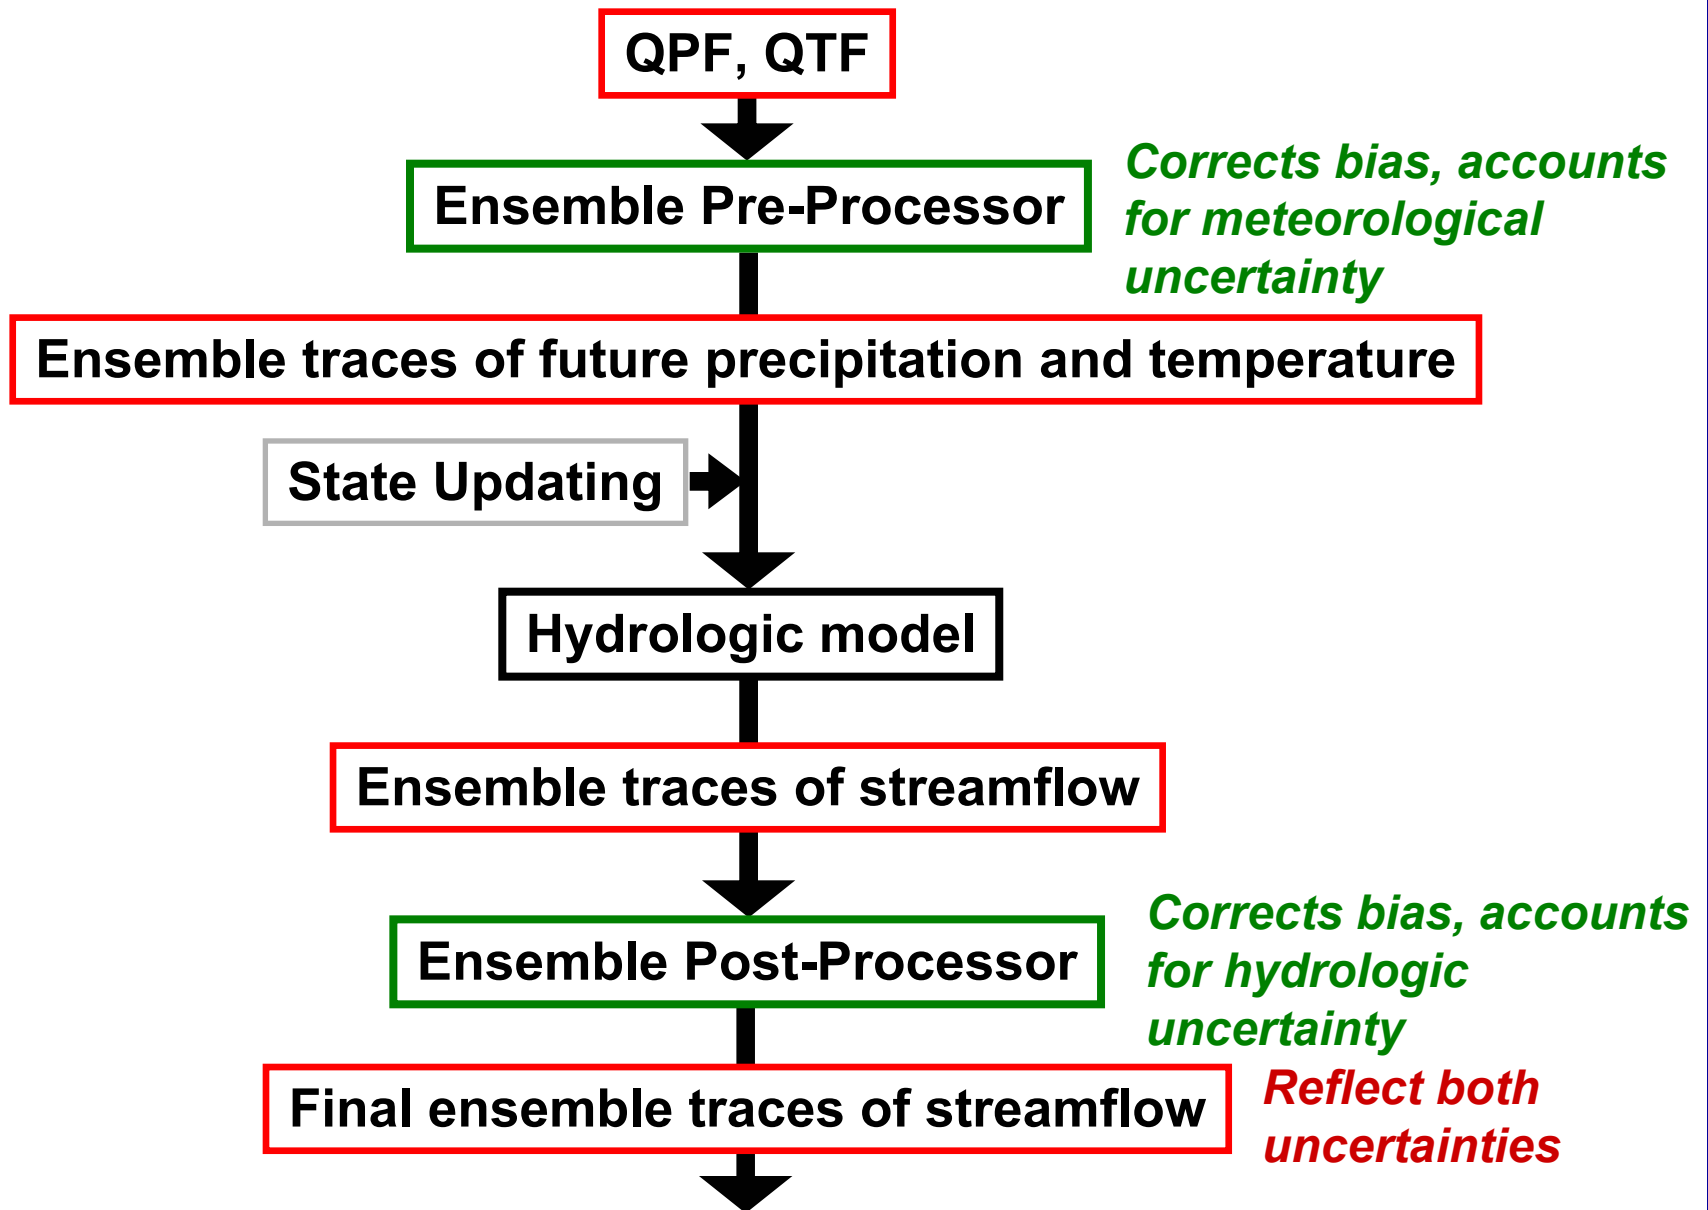 QPF, QTF
Ensemble Pre-Processor
Corrects bias, accounts
for meteorological
uncertainty
Ensemble traces of future precipitation and temperature
State Updating
Hydrologic model
Ensemble traces of streamflow
Ensemble Post-Processor
Corrects bias, accounts
for hydrologic
uncertainty
Final ensemble traces of streamflow
Reflect both
uncertainties